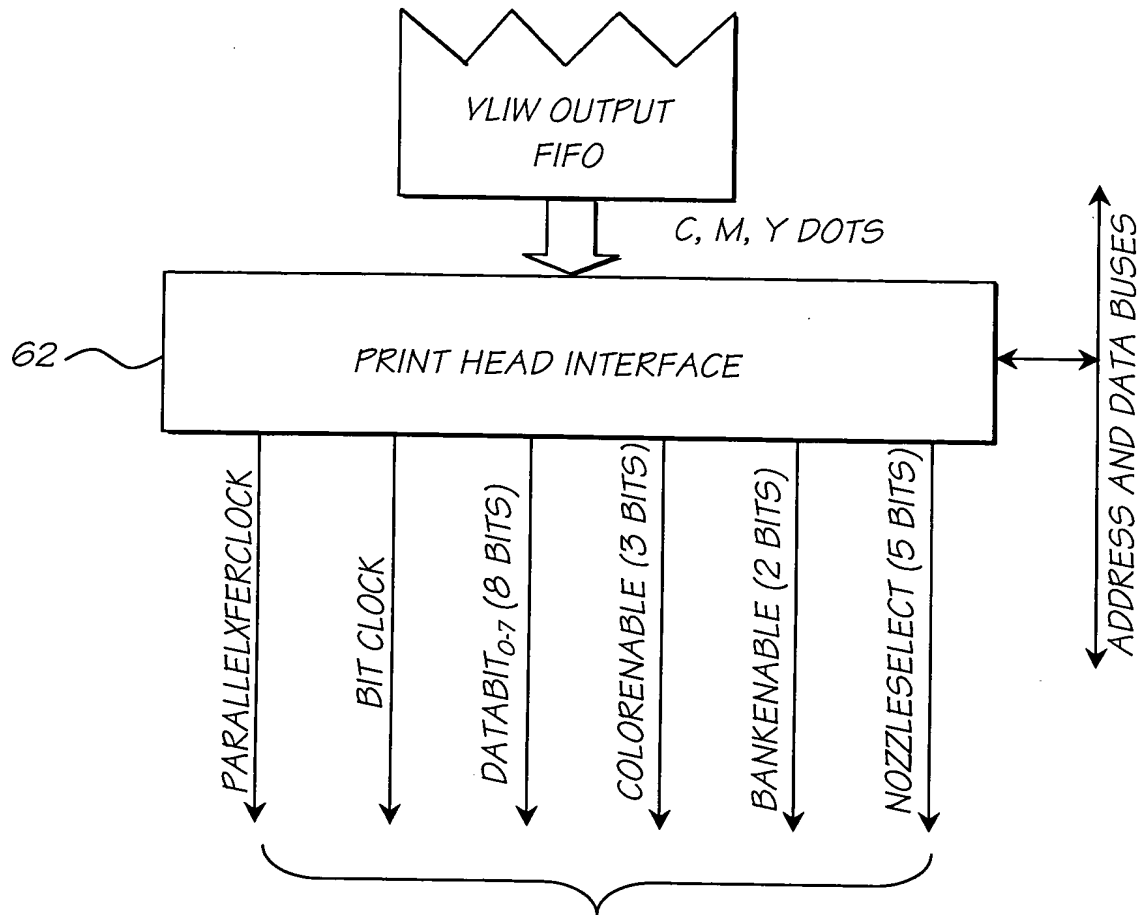 YLIW OUTPUT
FIFO
C, M, Y DOTS
62
PRINT HEAD INTERFACE
ADDRESS AND DATA BUSES
PARALLELXFERCLOCK
BIT CLOCK
DATABIT0-7 (8 BITS)
COLORENABLE (3 BITS)
BANKENABLE (2 BITS)
NOZZLESELECT (5 BITS)